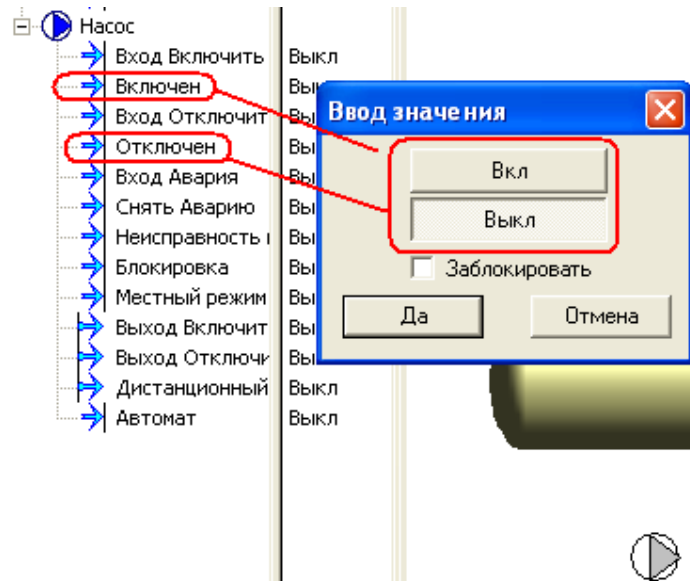 Насос
Вход Включить Выкл
Включен Вы
Вход Отключит Вы
Отключен Вы
Вход Авария Вы
Снять Аварию Вы
Неисправность Вы
Блокировка Вы
Местный режим Вы
Выход Включит Вы
Выход Отключи Вы
Дистанционный Выкл
Автомат Выкл
Ввод значения
Вкл
Выкл
Заблокировать
Да Отмена